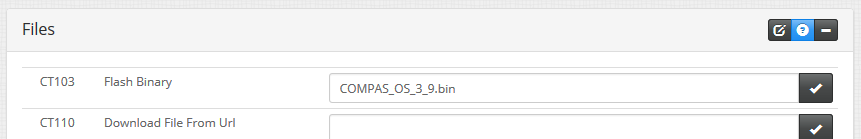 Files
CT103 Flash Binary COMPAS_OS_3_9.bin
CT110 Download File From Url